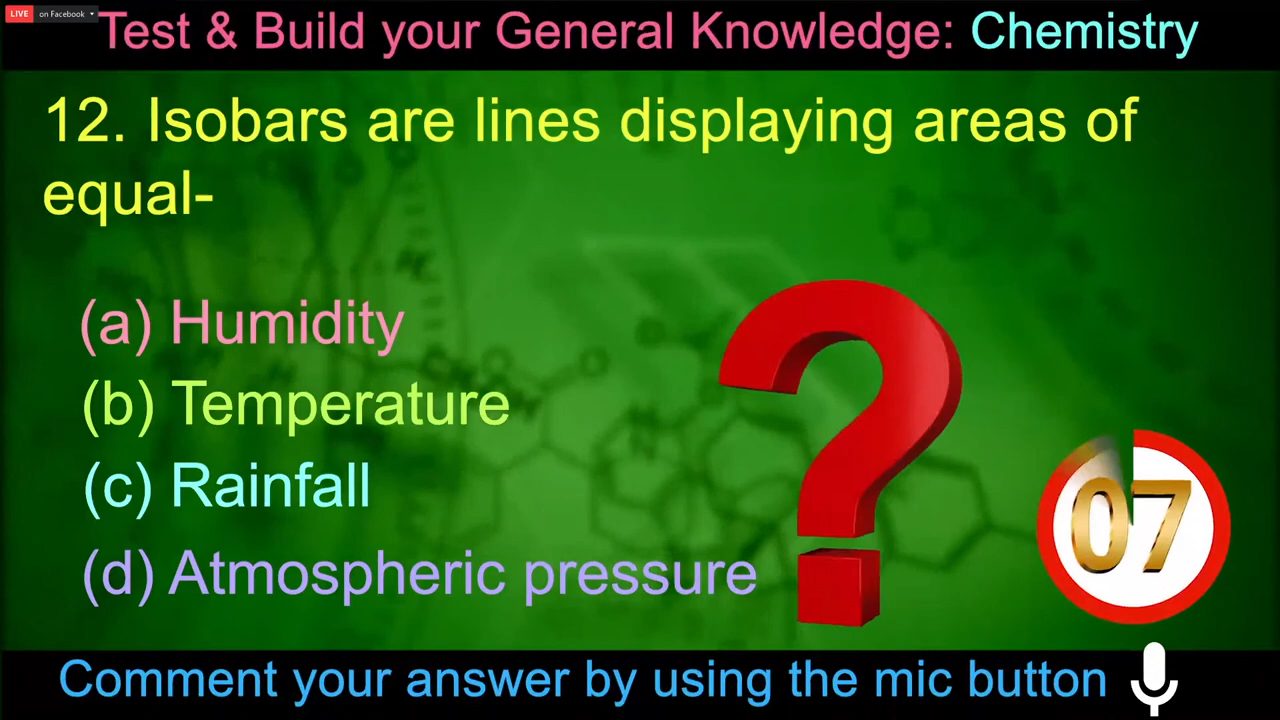 LIVE on Facebook
Test & Build your General Knowledge: Chemistry
12. Isobars are lines displaying areas of
equal-
(a) Humidity
(b) Temperature
(c) Rainfall
(d) Atmospheric pressure
07
Comment your answer by using the mic button